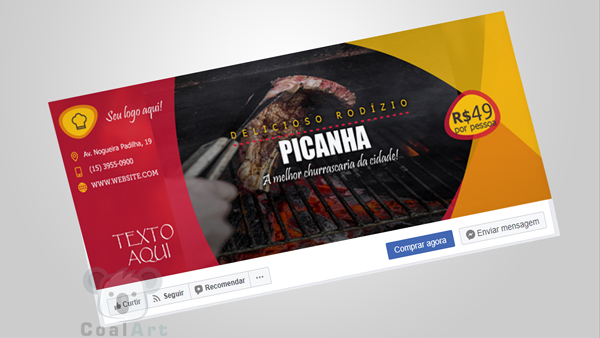 Seu logo aqui!
Av. Nogueira Padilha, 19
(15) 3955-0900
WWW.WEBSITE.COM
TEXTO
AQUI
DELICIOSO RODÍZIO
PICANHA
A melhor churrascaria da cidade!
R$49
por pessoa
Comprar agora
Enviar mensagem
Curtir
Seguir
Recomendar
...
CoalArt